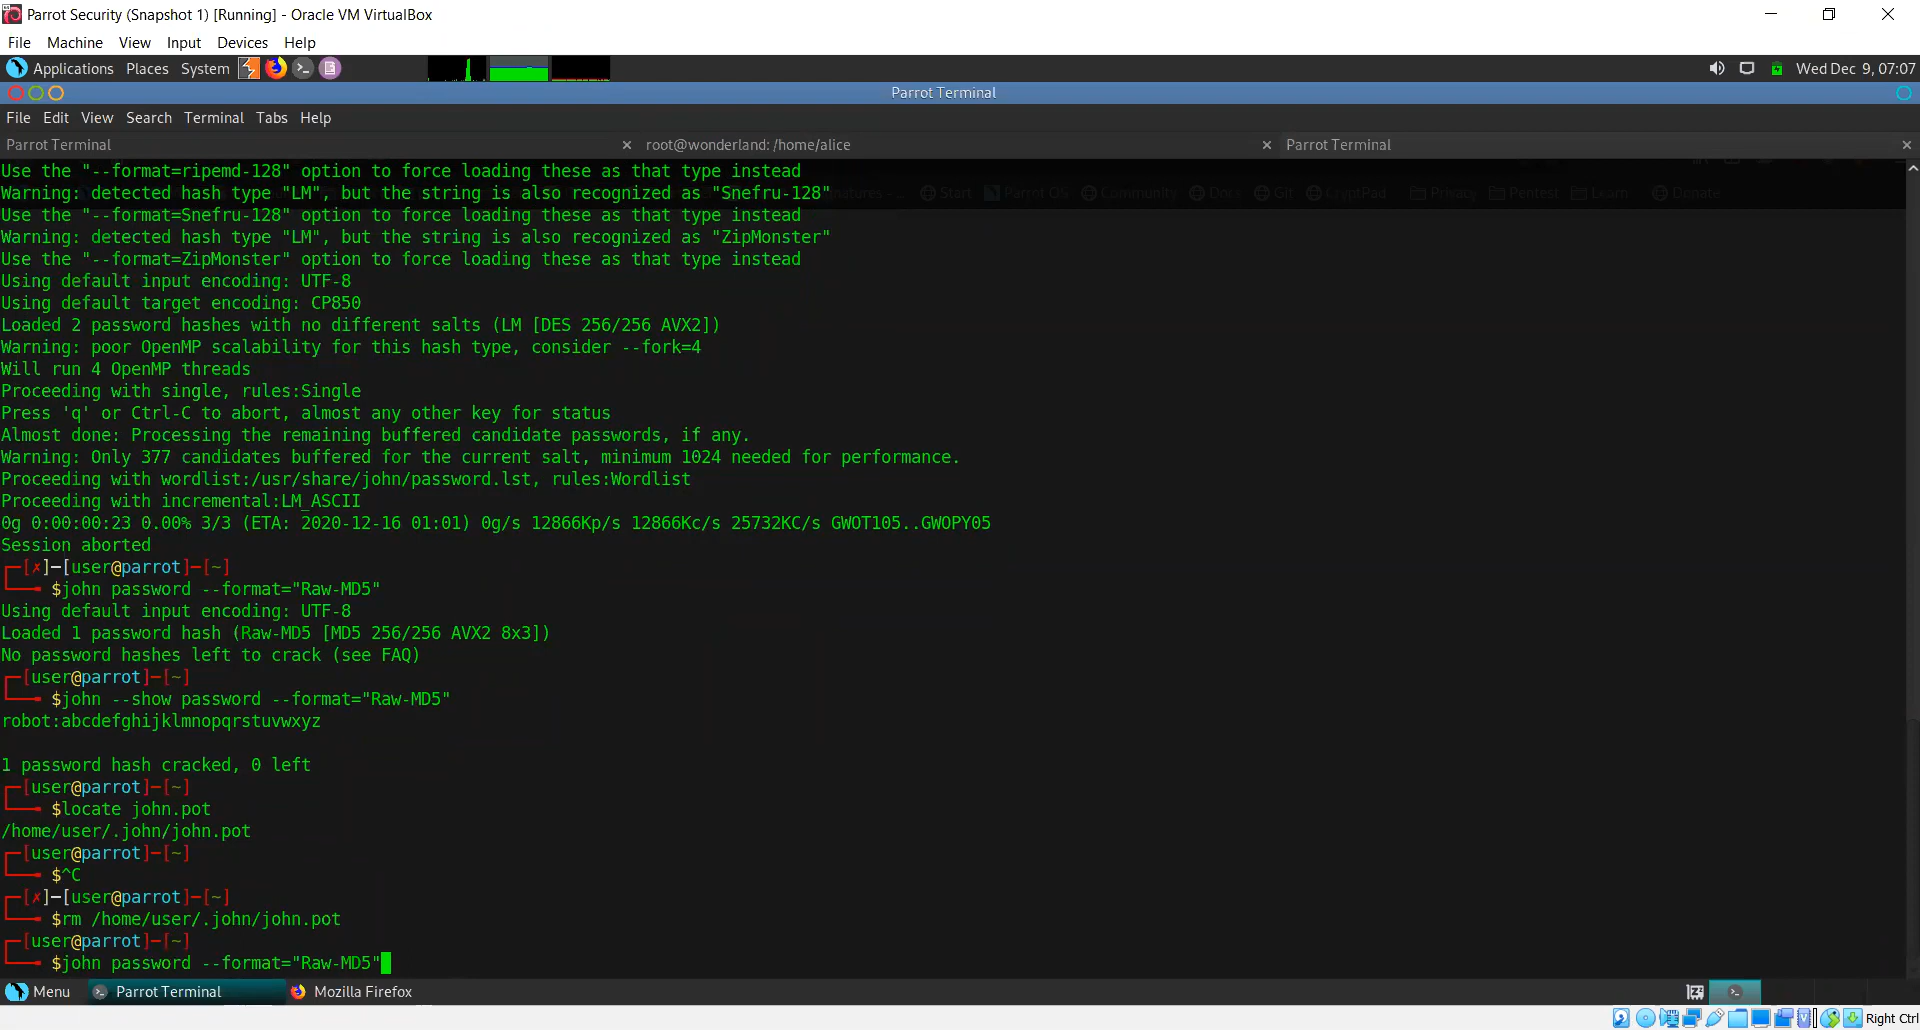 Parrot Security (Snapshot 1) [Running] - Oracle VM VirtualBox
File Machine View Input Devices Help
Applications Places System Wed Dec 9, 07:07
Parrot Terminal
File Edit View Search Terminal Tabs Help
Parrot Terminal × root@wonderland: /home/alice × Parrot Terminal ×
Start Parrot OS Community Docs Git CryptPad Privacy Pentest Learn Donate
Use the "--format=ripemd-128" option to force loading these as that type instead
Warning: detected hash type "LM", but the string is also recognized as "Snefru-128"
Use the "--format=Snefru-128" option to force loading these as that type instead
Warning: detected hash type "LM", but the string is also recognized as "ZipMonster"
Use the "--format=ZipMonster" option to force loading these as that type instead
Using default input encoding: UTF-8
Using default target encoding: CP850
Loaded 2 password hashes with no different salts (LM [DES 256/256 AVX2])
Warning: poor OpenMP scalability for this hash type, consider --fork=4
Will run 4 OpenMP threads
Proceeding with single, rules:Single
Press 'q' or Ctrl-C to abort, almost any other key for status
Almost done: Processing the remaining buffered candidate passwords, if any.
Warning: Only 377 candidates buffered for the current salt, minimum 1024 needed for performance.
Proceeding with wordlist:/usr/share/john/password.lst, rules:Wordlist
Proceeding with incremental:LM_ASCII
0g 0:00:00:23 0.00% 3/3 (ETA: 2020-12-16 01:01) 0g/s 12866Kp/s 12866Kc/s 25732KC/s GWOT105..GWOPY05
Session aborted
┌─[✗]─[user@parrot]─[~]
└──╼ $john password --format="Raw-MD5"
Using default input encoding: UTF-8
Loaded 1 password hash (Raw-MD5 [MD5 256/256 AVX2 8x3])
No password hashes left to crack (see FAQ)
┌─[user@parrot]─[~]
└──╼ $john --show password --format="Raw-MD5"
robot:abcdefghijklmnopqrstuvwxyz
1 password hash cracked, 0 left
┌─[user@parrot]─[~]
└──╼ $locate john.pot
/home/user/.john/john.pot
┌─[user@parrot]─[~]
└──╼ $^C
┌─[✗]─[user@parrot]─[~]
└──╼ $rm /home/user/.john/john.pot
┌─[user@parrot]─[~]
└──╼ $john password --format="Raw-MD5"
Menu Parrot Terminal Mozilla Firefox
Right Ctrl